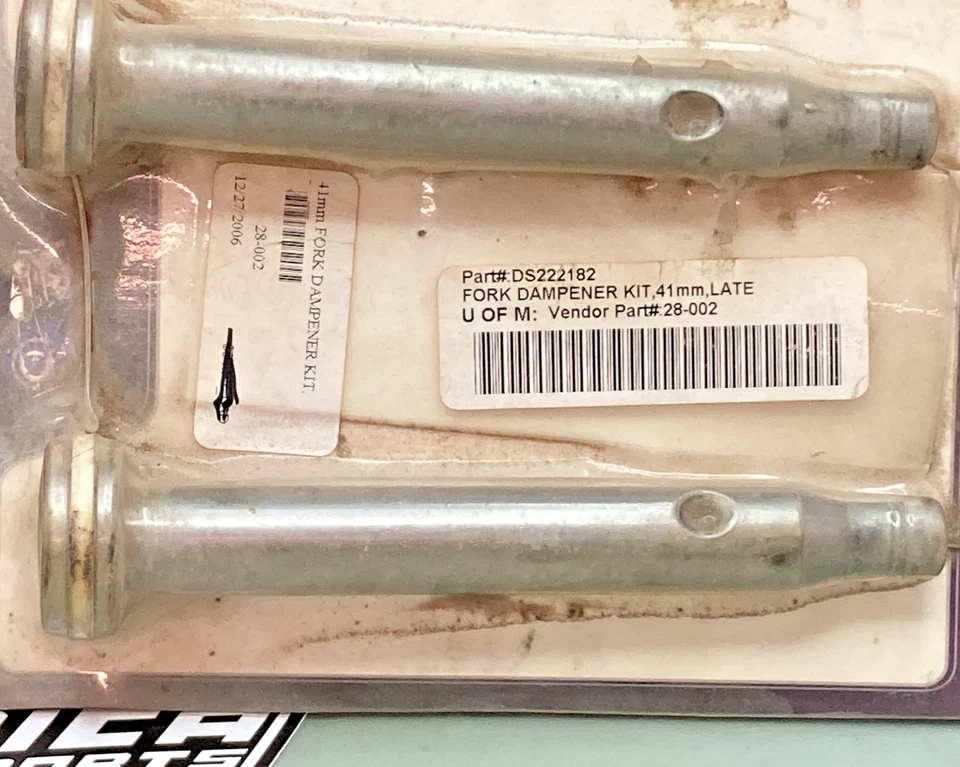 41mm FORK DAMPENER KIT.
28-002
12/27/2006
Part#:DS222182
FORK DAMPENER KIT,41mm,LATE
U OF M: Vendor Part#:28-002